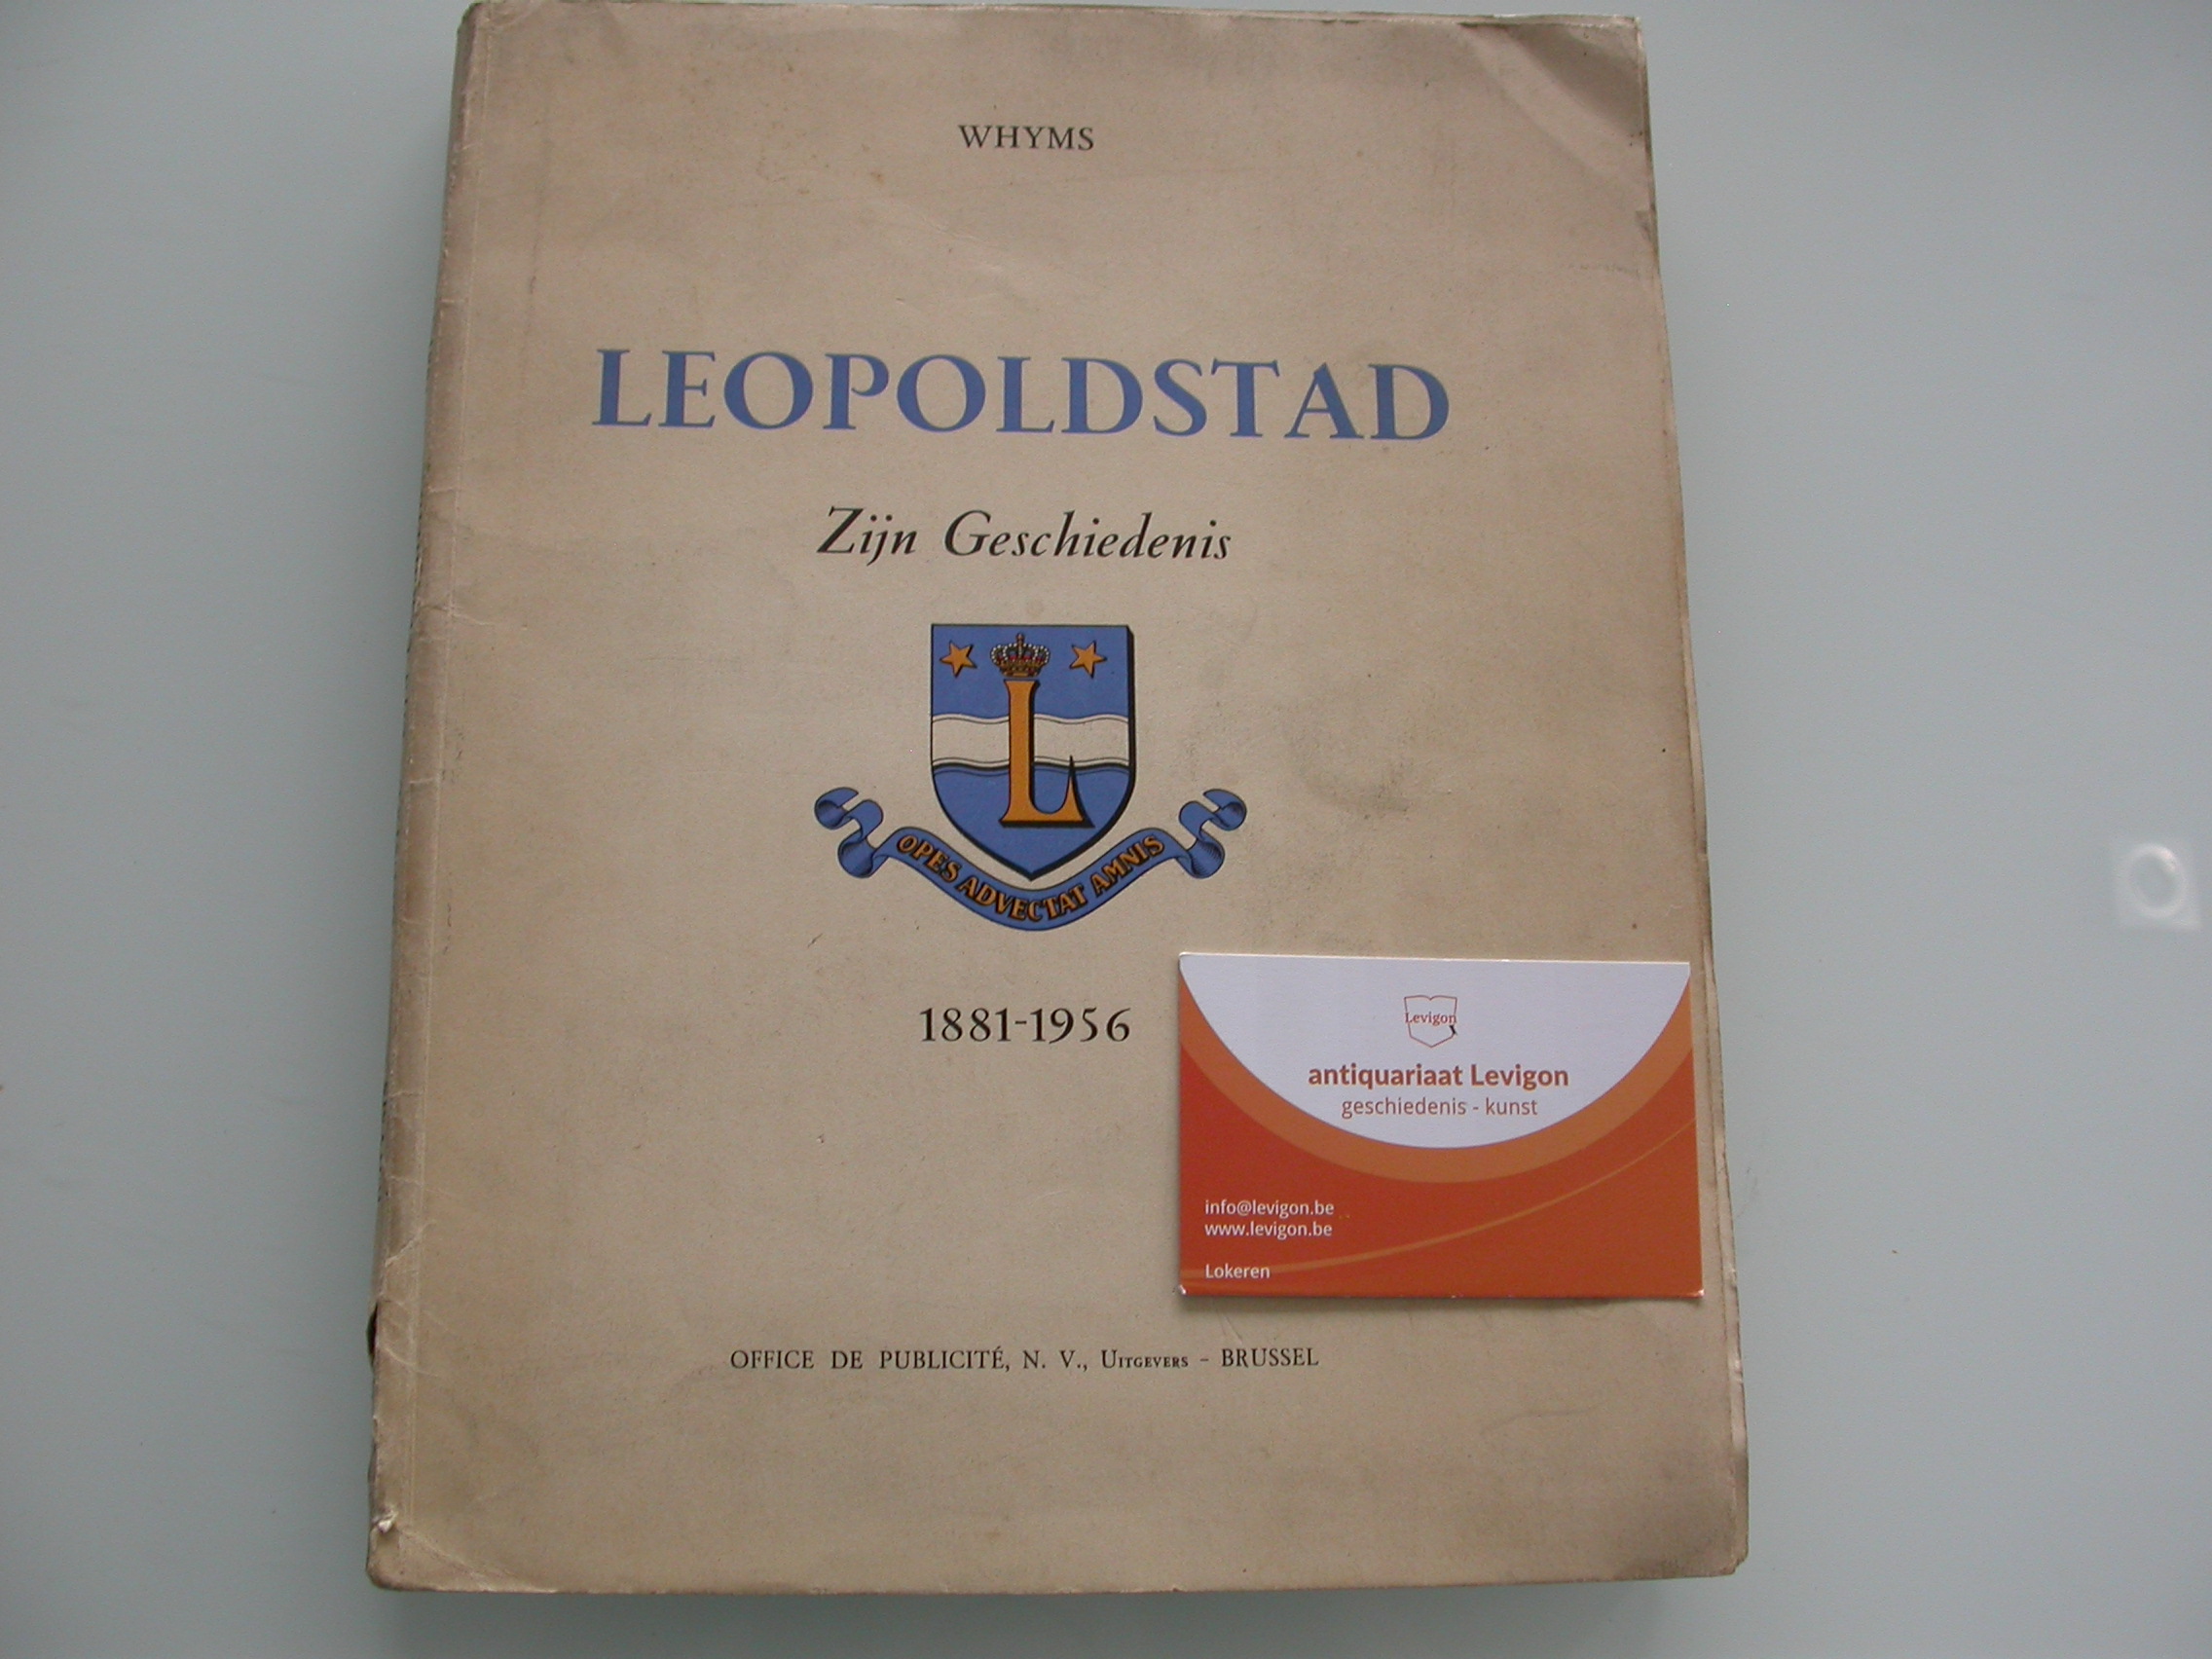 WHYMS
LEOPOLDSTAD
Zijn Geschiedenis
L
OPES ADVECTAT AMNIS
1881-1956
Levigon
antiquariaat Levigon
geschiedenis - kunst
info@levigon.be
www.levigon.be
Lokeren
OFFICE DE PUBLICITÉ, N. V., Uitgevers - BRUSSEL